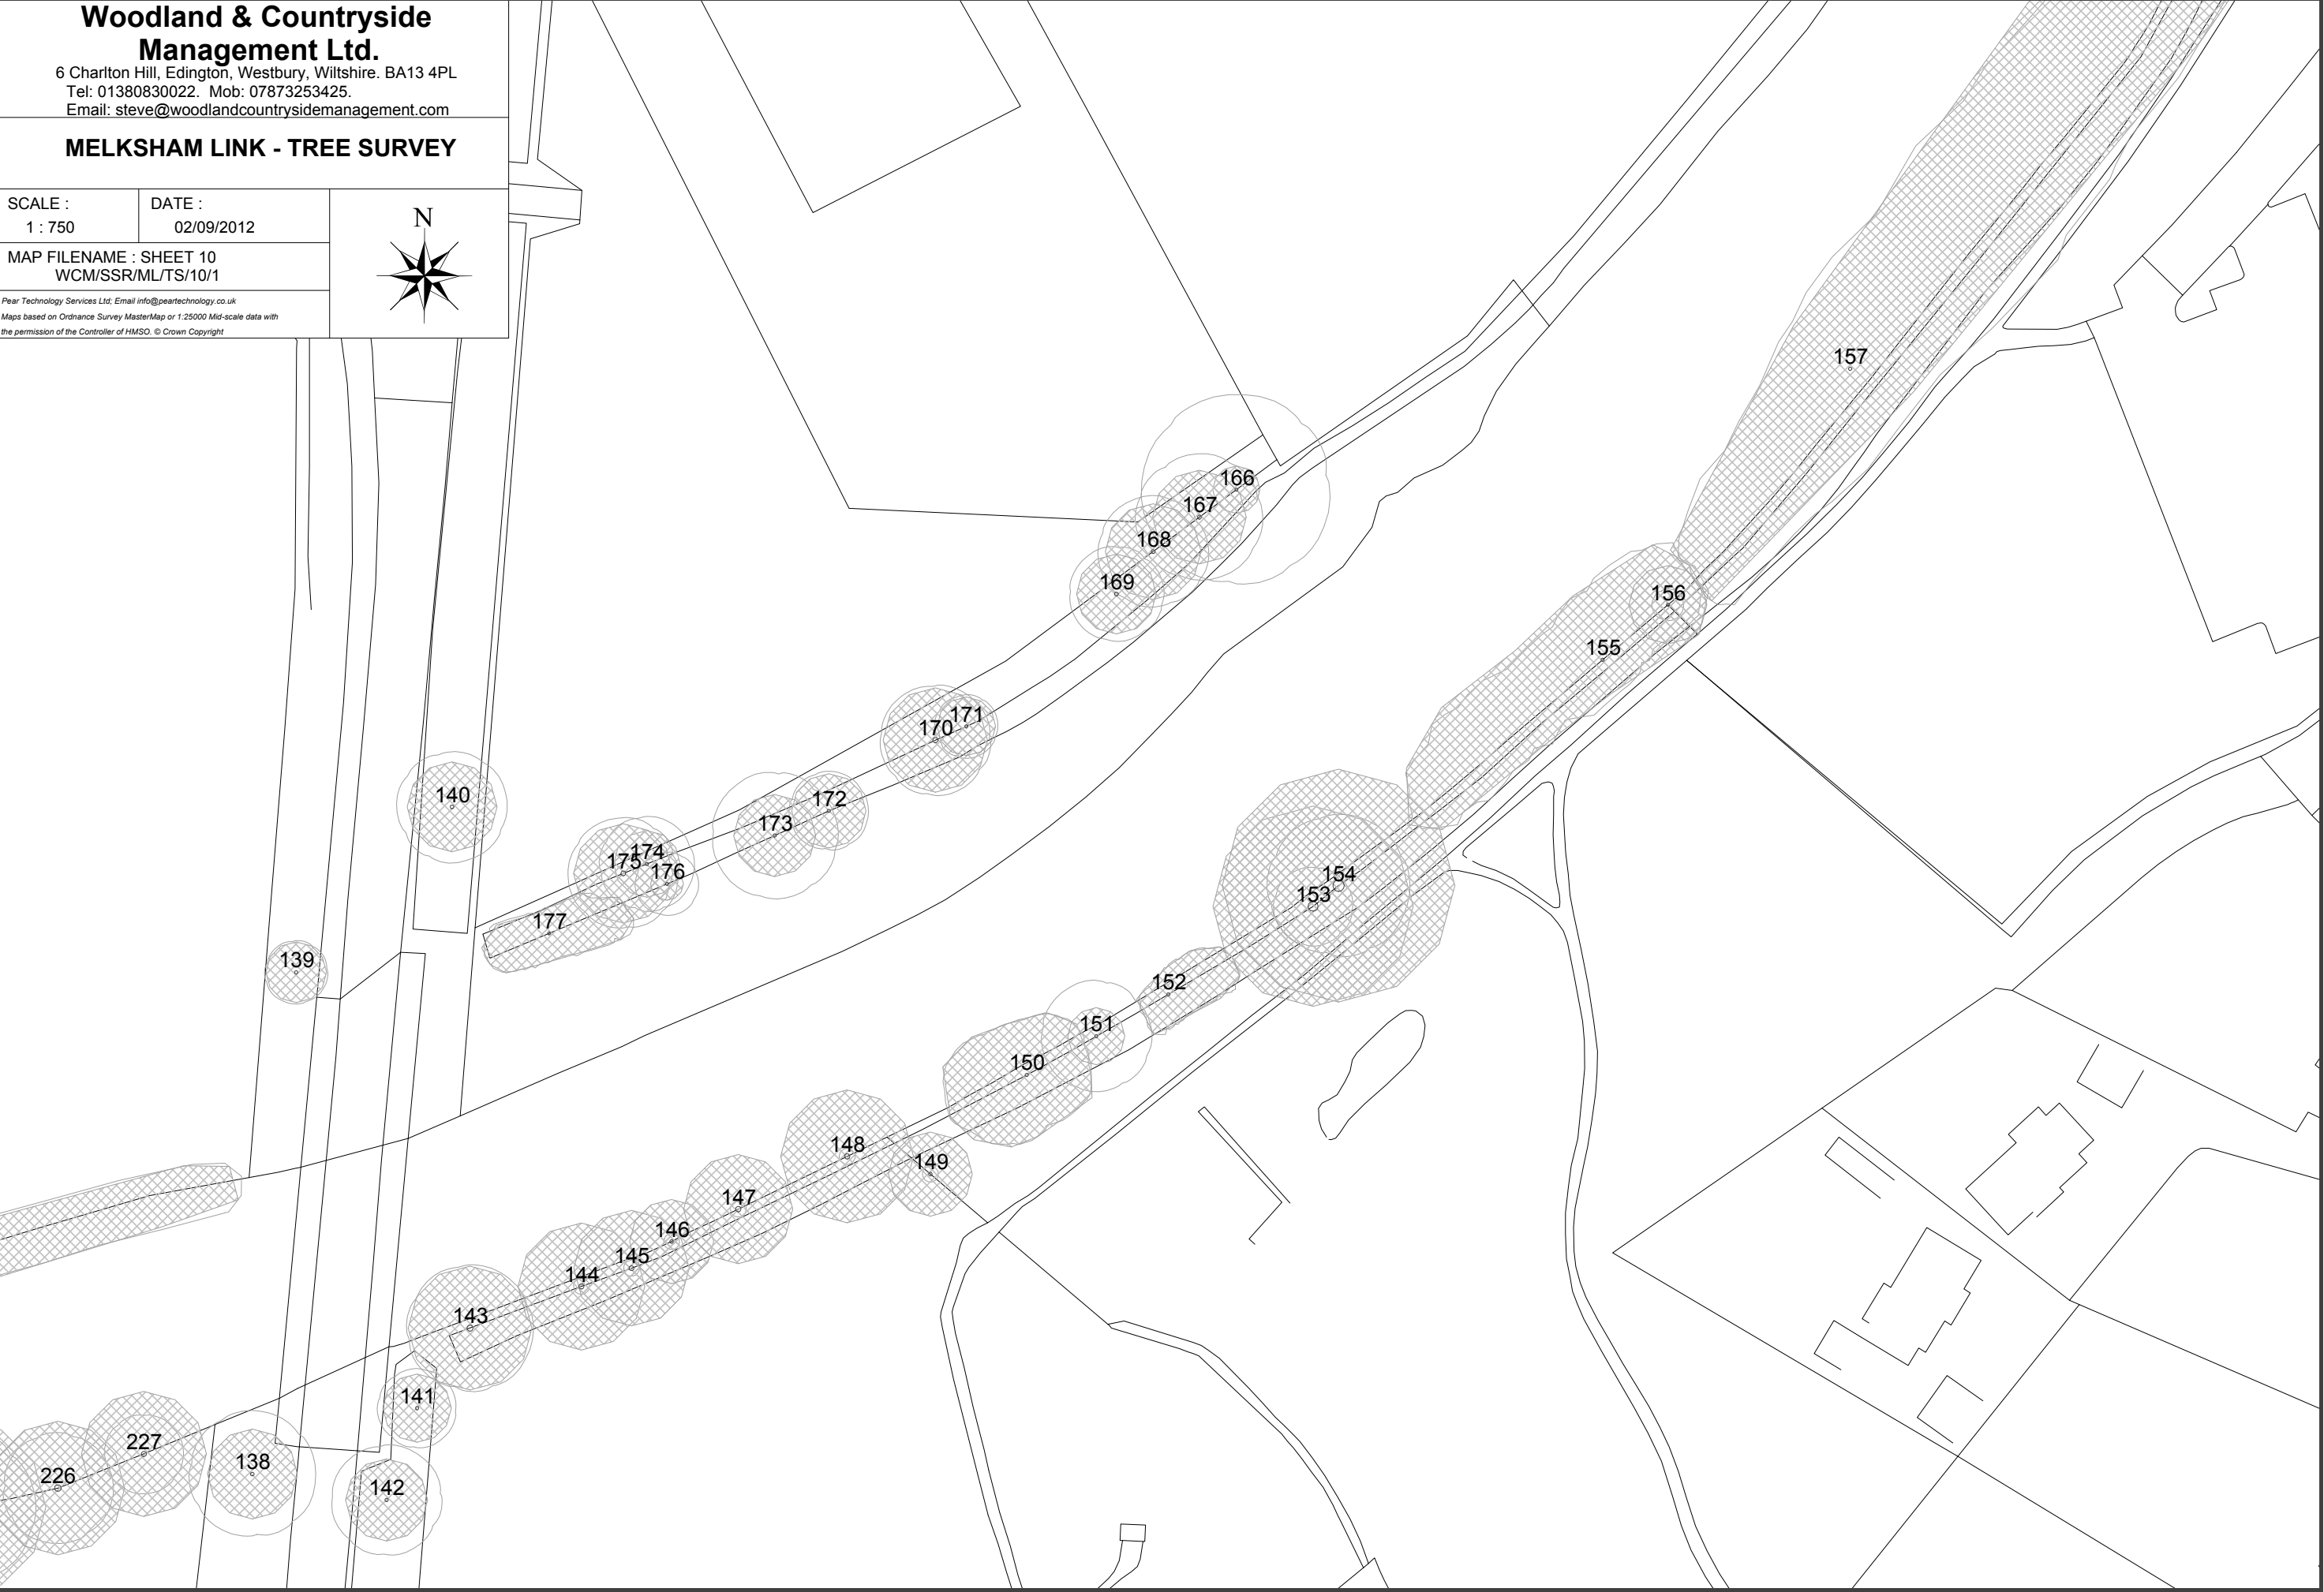 Woodland & Countryside
Management Ltd.
6 Charlton Hill, Edington, Westbury, Wiltshire. BA13 4PL
Tel: 01380830022. Mob: 07873253425.
Email: steve@woodlandcountrysidemanagement.com
MELKSHAM LINK - TREE SURVEY
SCALE :
1 : 750
DATE :
02/09/2012
MAP FILENAME : SHEET 10
WCM/SSR/ML/TS/10/1
Pear Technology Services Ltd; Email info@peartechnology.co.uk
Maps based on Ordnance Survey MasterMap or 1:25000 Mid-scale data with
the permission of the Controller of HMSO. © Crown Copyright
N
157
166
167
168
169
156
155
171
170
140
172
173
174
175
176
154
153
177
139
152
151
150
148
149
147
146
145
144
143
141
227
138
226
142